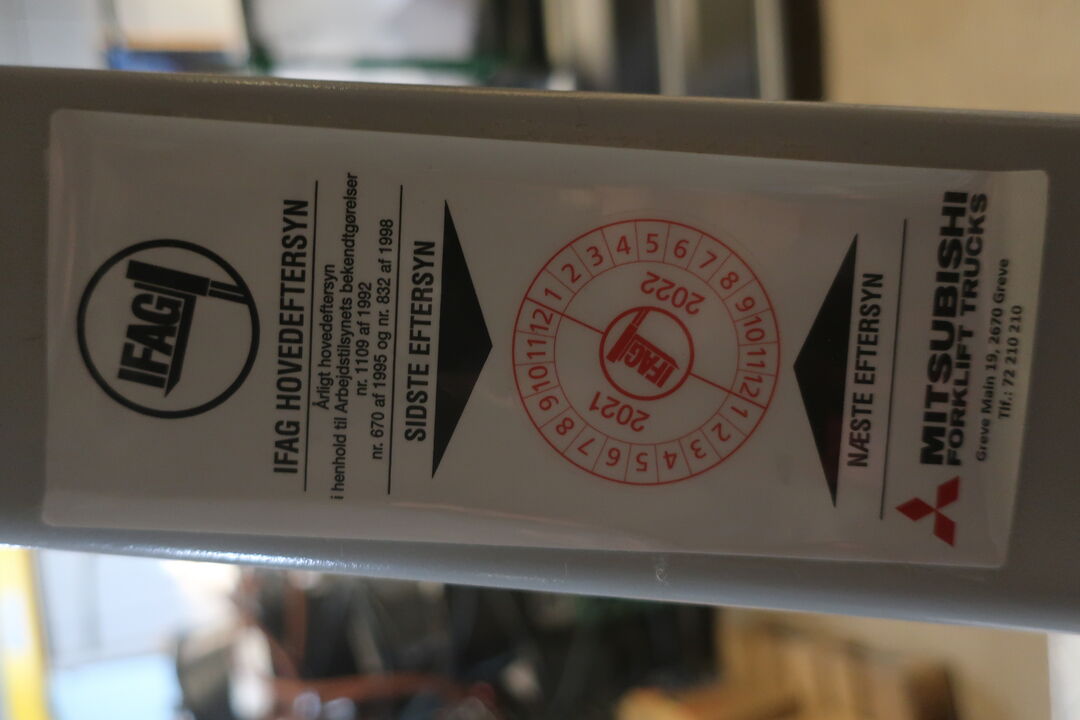 IFAG
IFAG HOVEDEFTERSYN
Årligt hovedeftersyn
i henhold til Arbejdstilsynets bekendtgørelser
nr. 1109 af 1992
nr. 670 af 1995 og nr. 832 af 1998
SIDSTE EFTERSYN
1 2 3 4 5 6 7 8 9 10 11 12
2022
IFAG
2021
1 2 3 4 5 6 7 8 9 10 11 12
NÆSTE EFTERSYN
MITSUBISHI
FORKLIFT TRUCKS
Greve Main 19, 2670 Greve
Tlf.: 72 210 210